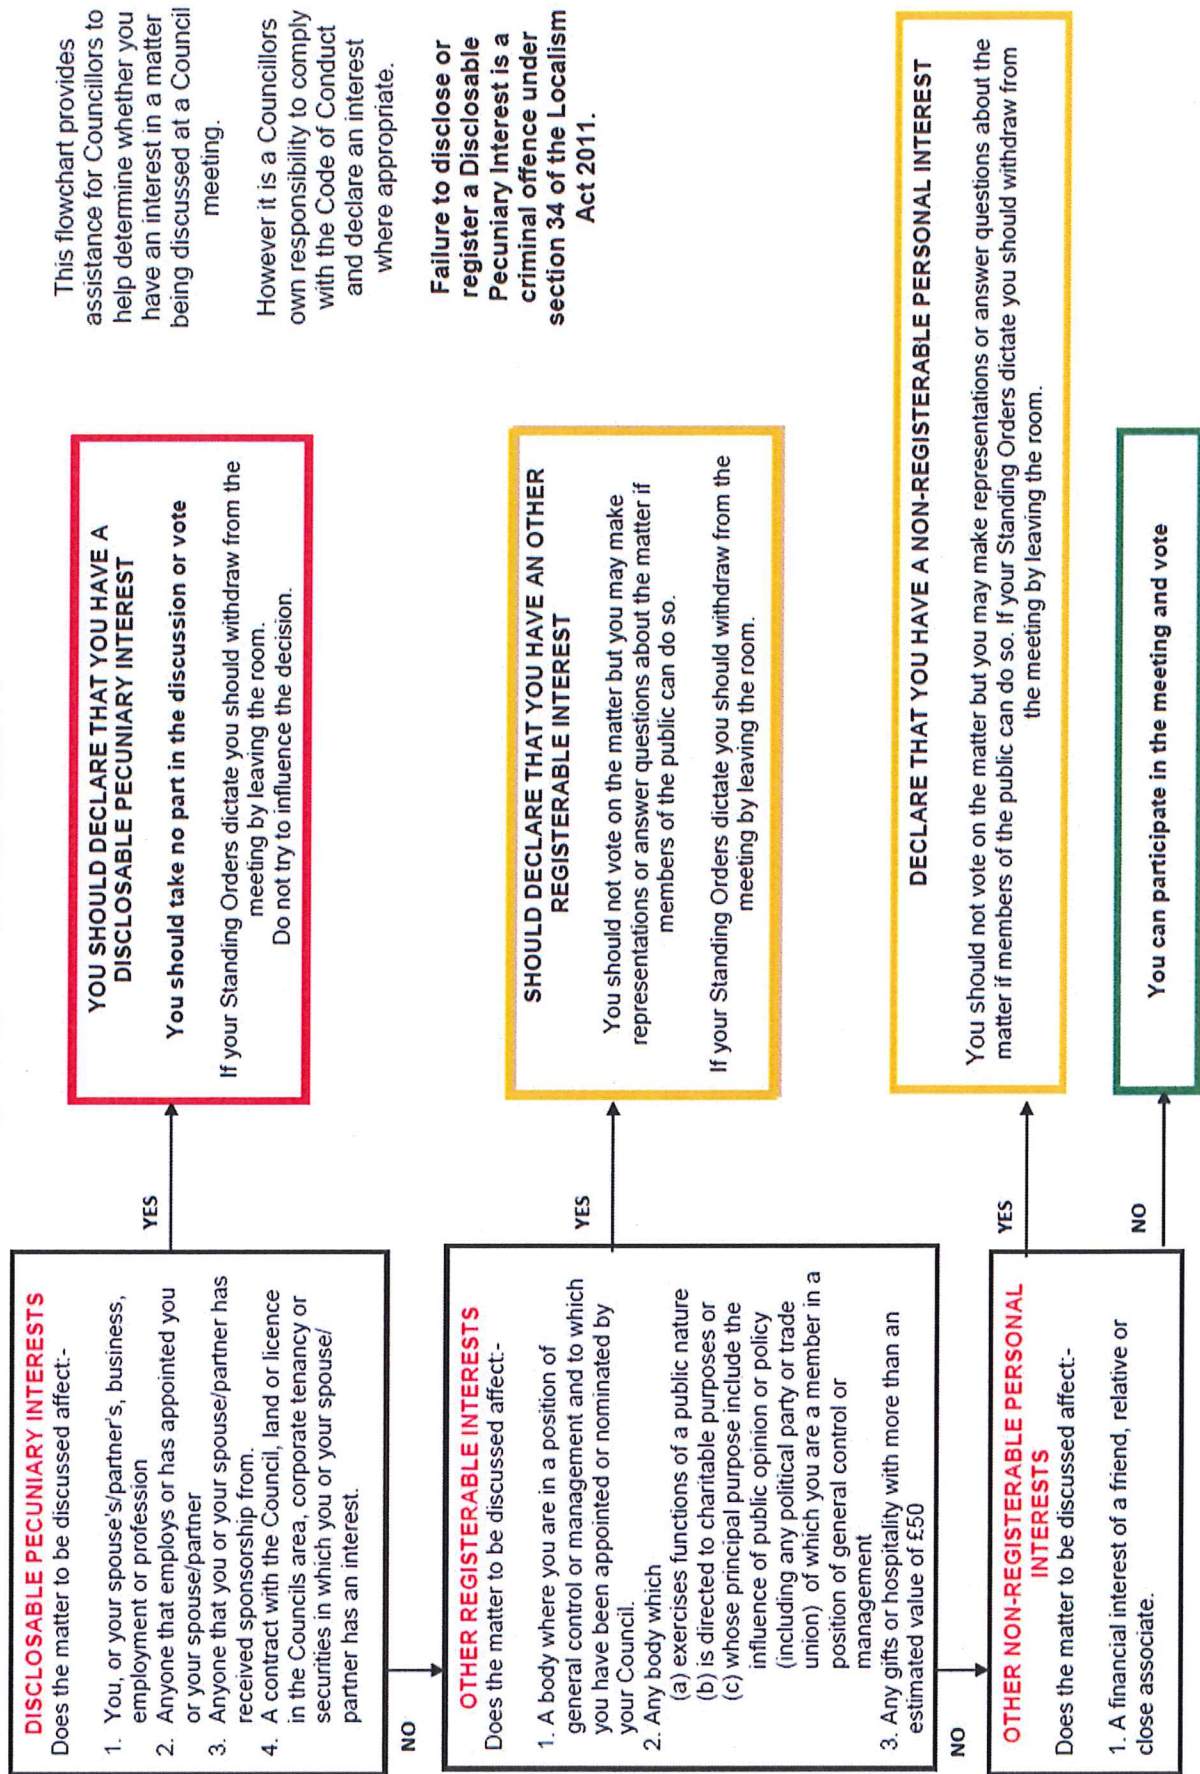 DISCLOSABLE PECUNIARY INTERESTS
Does the matter to be discussed affect:-
1. You, or your spouse's/partner's, business,
employment or profession
2. Anyone that employs or has appointed you
or your spouse/partner
3. Anyone that you or your spouse/partner has
received sponsorship from.
4. A contract with the Council, land or licence
in the Councils area, corporate tenancy or
securities in which you or your spouse/
partner has an interest.
YES
YOU SHOULD DECLARE THAT YOU HAVE A
DISCLOSABLE PECUNIARY INTEREST
You should take no part in the discussion or vote
If your Standing Orders dictate you should withdraw from the
meeting by leaving the room.
Do not try to influence the decision.
This flowchart provides
assistance for Councillors to
help determine whether you
have an interest in a matter
being discussed at a Council
meeting.
However it is a Councillors
own responsibility to comply
with the Code of Conduct
and declare an interest
where appropriate.
Failure to disclose or
register a Disclosable
Pecuniary Interest is a
criminal offence under
section 34 of the Localism
Act 2011.
NO
OTHER REGISTERABLE INTERESTS
Does the matter to be discussed affect:-
1. A body where you are in a position of
general control or management and to which
you have been appointed or nominated by
your Council.
2. Any body which
(a) exercises functions of a public nature
(b) is directed to charitable purposes or
(c) whose principal purpose include the
influence of public opinion or policy
(including any political party or trade
union) of which you are a member in a
position of general control or
management
3. Any gifts or hospitality with more than an
estimated value of £50
YES
SHOULD DECLARE THAT YOU HAVE AN OTHER
REGISTERABLE INTEREST
You should not vote on the matter but you may make
representations or answer questions about the matter if
members of the public can do so.
If your Standing Orders dictate you should withdraw from the
meeting by leaving the room.
NO
OTHER NON-REGISTERABLE PERSONAL
INTERESTS
Does the matter to be discussed affect:-
1. A financial interest of a friend, relative or
close associate.
YES
DECLARE THAT YOU HAVE A NON-REGISTERABLE PERSONAL INTEREST
You should not vote on the matter but you may make representations or answer questions about the
matter if members of the public can do so. If your Standing Orders dictate you should withdraw from
the meeting by leaving the room.
NO
You can participate in the meeting and vote